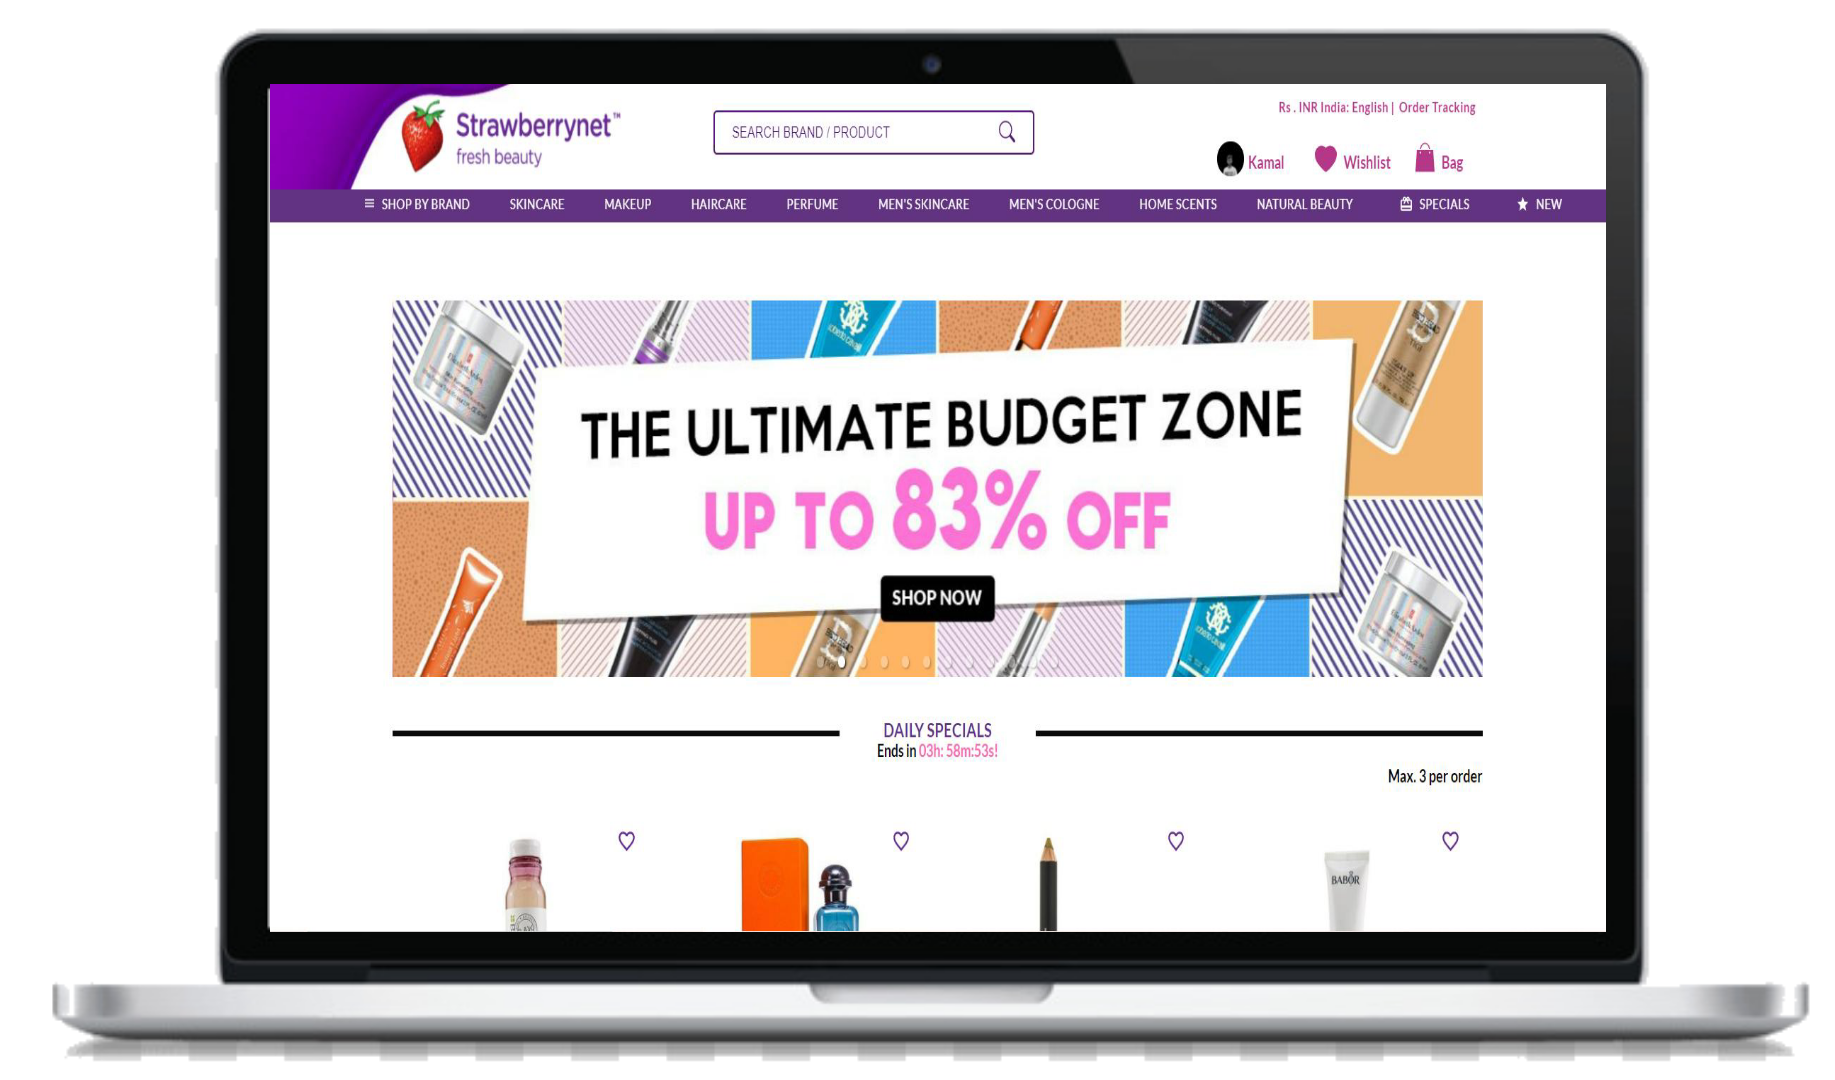 Strawberrynet™
fresh beauty
SEARCH BRAND / PRODUCT
Rs . INR India: English | Order Tracking
Kamal
Wishlist
Bag
SHOP BY BRAND
SKINCARE
MAKEUP
HAIRCARE
PERFUME
MEN'S SKINCARE
MEN'S COLOGNE
HOME SCENTS
NATURAL BEAUTY
SPECIALS
NEW
THE ULTIMATE BUDGET ZONE
UP TO 83% OFF
SHOP NOW
DAILY SPECIALS
Ends in 03h: 58m:53s!
Max. 3 per order
BABOR